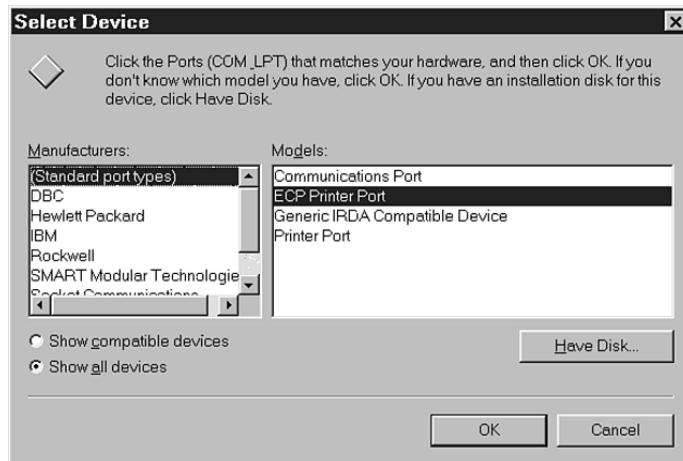 Select Device
Click the Ports (COM_LPT) that matches your hardware, and then click OK. If you
don't know which model you have, click OK. If you have an installation disk for this
device, click Have Disk.
Manufacturers:
(Standard port types)
DBC
Hewlett Packard
IBM
Rockwell
SMART Modular Technologie
Socket Communications
Models:
Communications Port
ECP Printer Port
Generic IRDA Compatible Device
Printer Port
Show compatible devices
Show all devices
Have Disk...
OK
Cancel